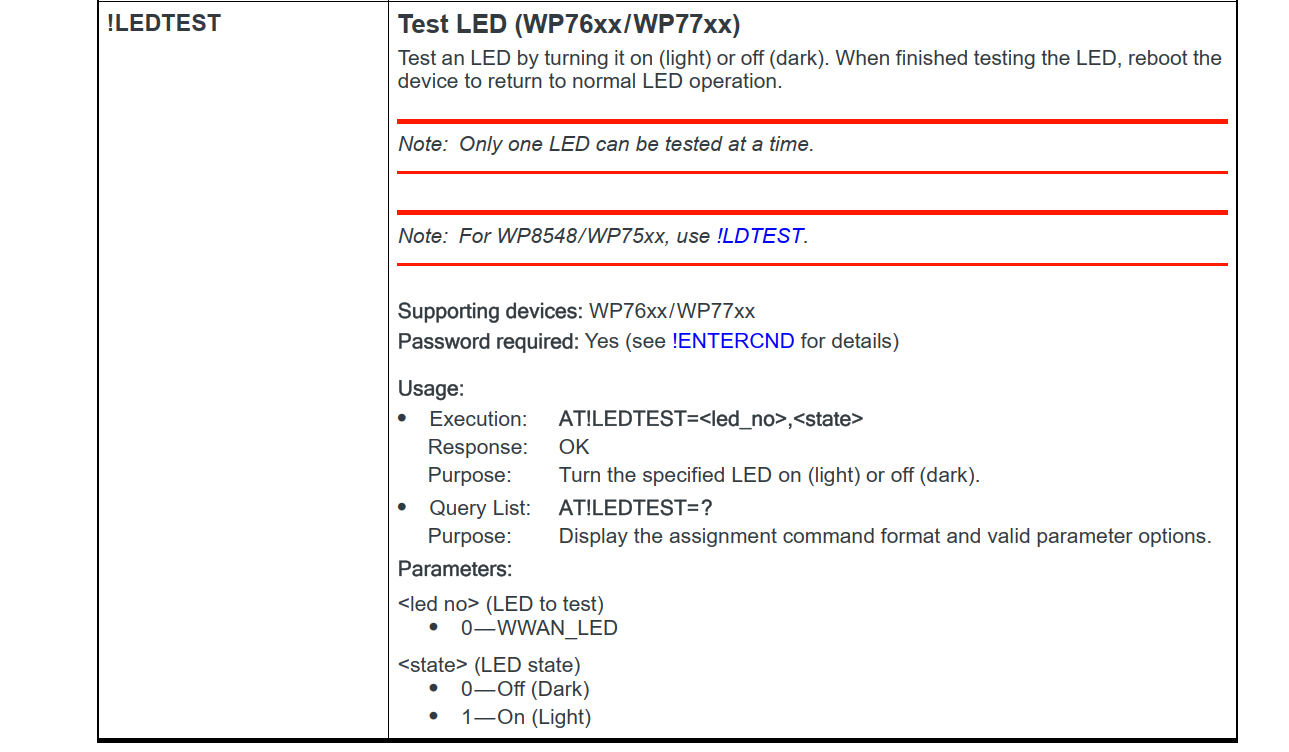 !LEDTEST
Test LED (WP76xx/WP77xx)
Test an LED by turning it on (light) or off (dark). When finished testing the LED, reboot the
device to return to normal LED operation.
Note: Only one LED can be tested at a time.
Note: For WP8548/WP75xx, use !LDTEST.
Supporting devices: WP76xx/WP77xx
Password required: Yes (see !ENTERCND for details)
Usage:
• Execution: AT!LEDTEST=<led_no>,<state>
Response: OK
Purpose: Turn the specified LED on (light) or off (dark).
• Query List: AT!LEDTEST=?
Purpose: Display the assignment command format and valid parameter options.
Parameters:
<led no> (LED to test)
• 0—WWAN_LED
<state> (LED state)
• 0—Off (Dark)
• 1—On (Light)